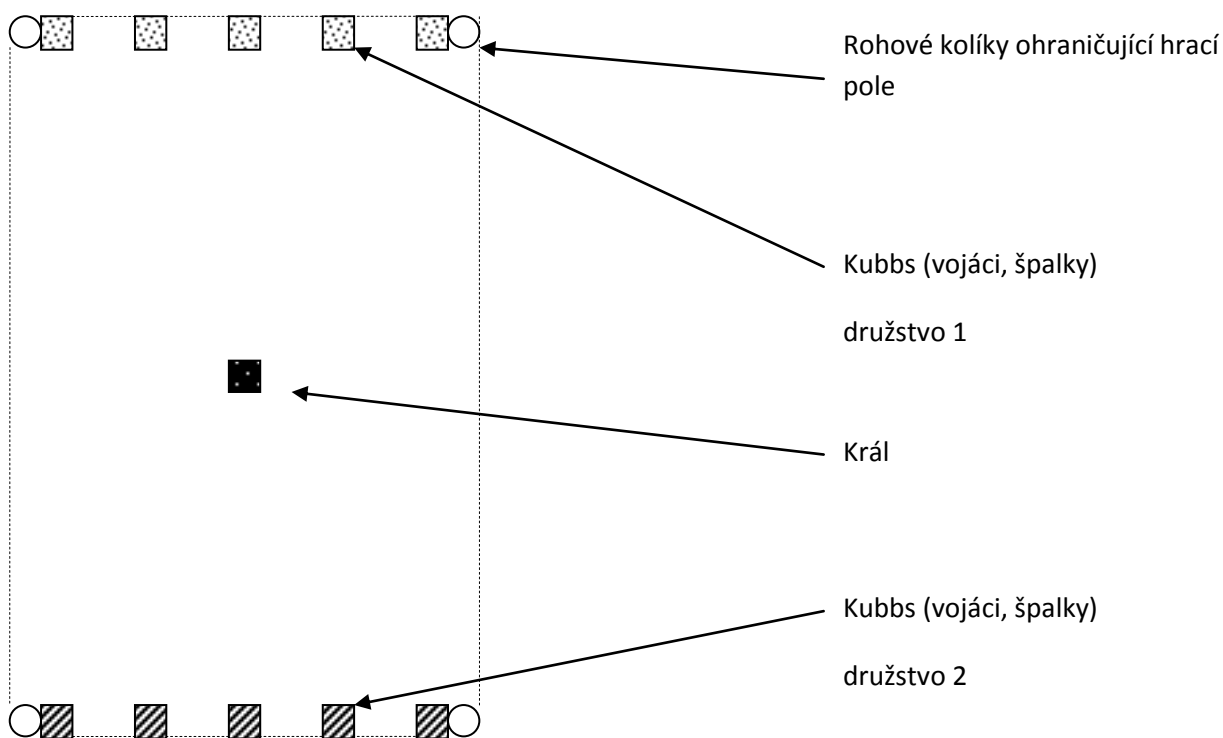 Rohové kolíky ohraničující hrací
pole
Kubbs (vojáci, špalky)
družstvo 1
Král
Kubbs (vojáci, špalky)
družstvo 2